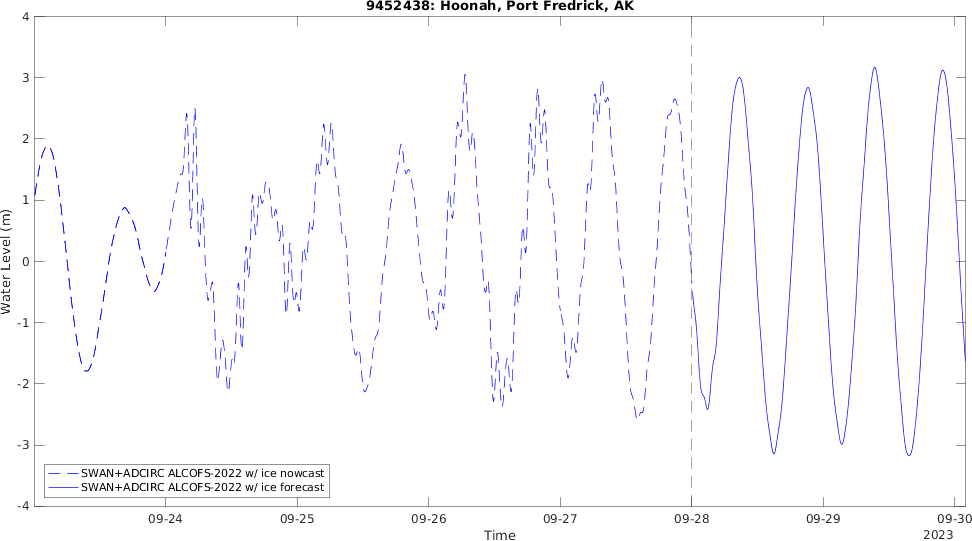 9452438: Hoonah, Port Fredrick, AK
4
3
2
1
0
-1
-2
-3
-4
Water Level (m)
SWAN+ADCIRC ALCOFS-2022 w/ ice nowcast
SWAN+ADCIRC ALCOFS-2022 w/ ice forecast
09-24 09-25 09-26 09-27 09-28 09-29 09-30
Time
2023